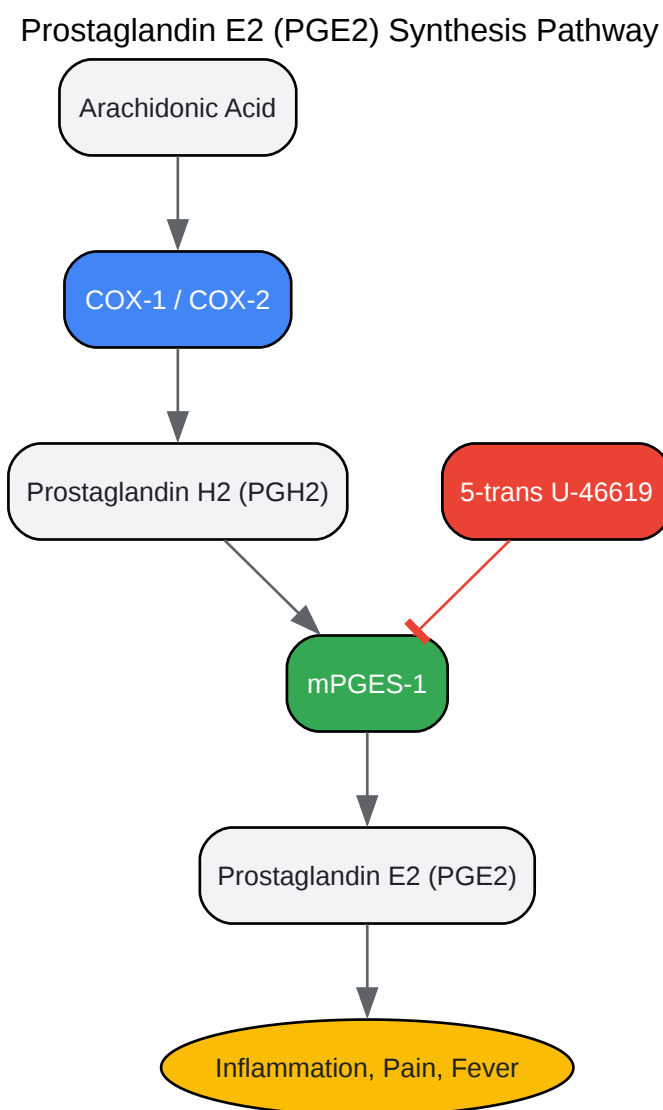 Prostaglandin E2 (PGE2) Synthesis Pathway
Arachidonic Acid
COX-1 / COX-2
Prostaglandin H2 (PGH2)
5-trans U-46619
mPGES-1
Prostaglandin E2 (PGE2)
Inflammation, Pain, Fever